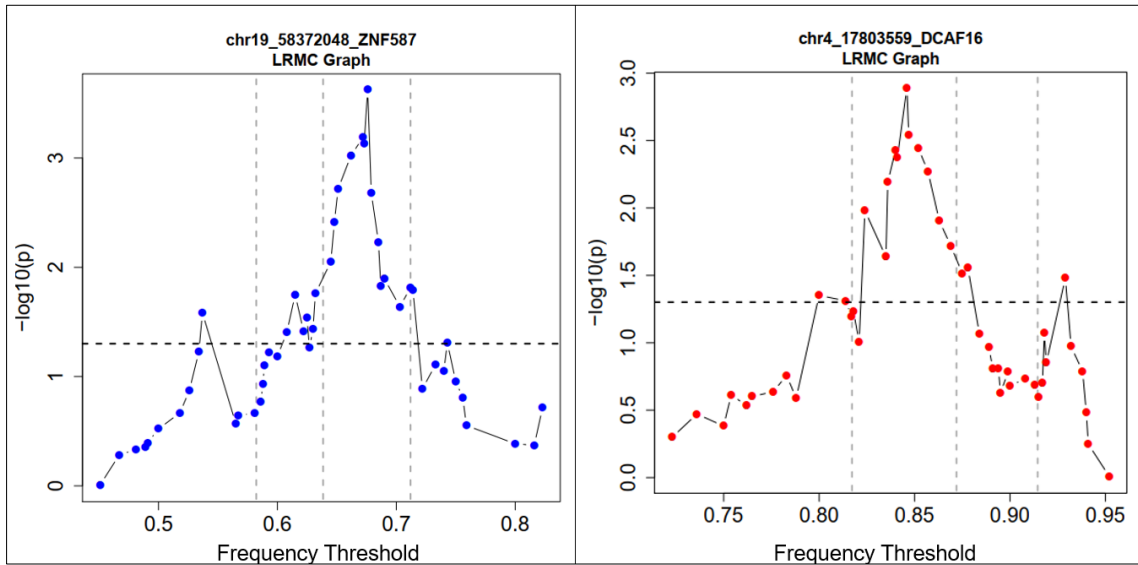 chr19_58372048_ZNF587
LRMC Graph
−log10(p)
3
2
1
0
0.5 0.6 0.7 0.8
Frequency Threshold
chr4_17803559_DCAF16
LRMC Graph
−log10(p)
3.0
2.5
2.0
1.5
1.0
0.5
0.0
0.75 0.80 0.85 0.90 0.95
Frequency Threshold